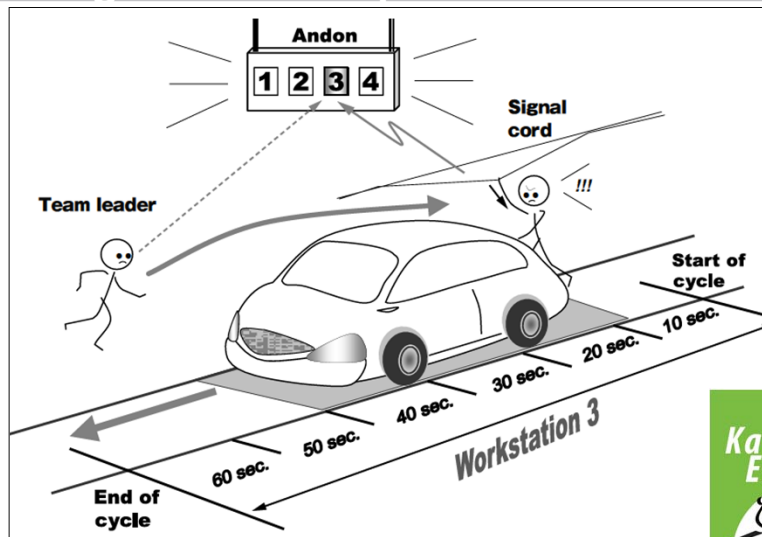 Andon
1 2 3 4
Signal
cord
!!!
Team leader
Start of
cycle
10 sec.
20 sec.
30 sec.
40 sec.
50 sec.
60 sec.
Workstation 3
End of
cycle